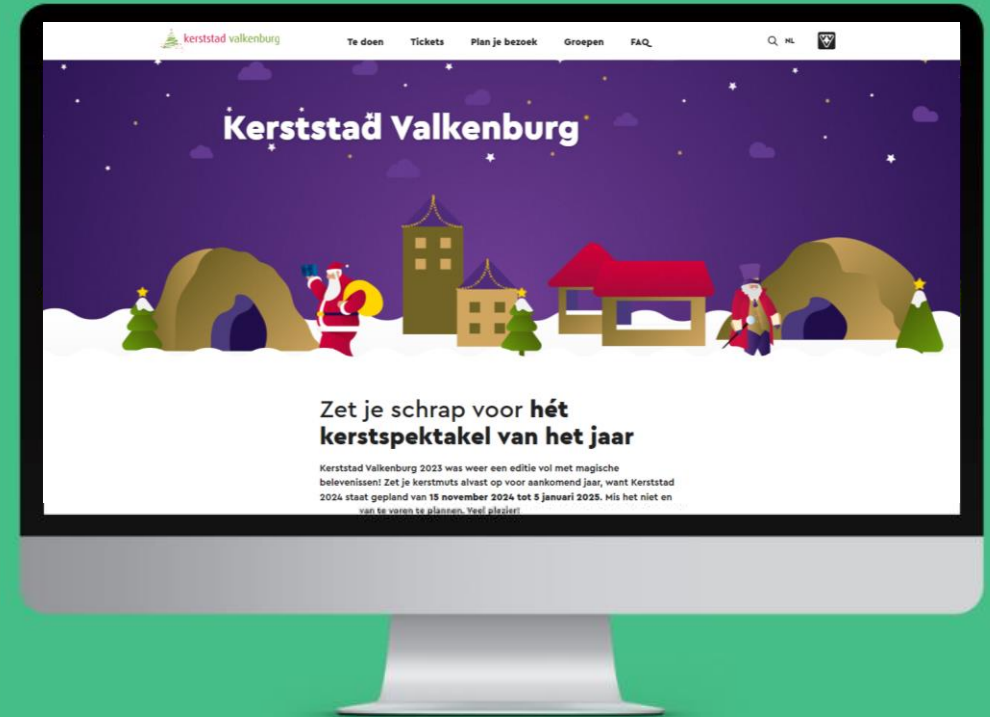 kerststad valkenburg
Te doen Tickets Plan je bezoek Groepen FAQ NL
Kerststad Valkenburg
Zet je schrap voor hét
kerstspektakel van het jaar
Kerststad Valkenburg 2023 was weer een editie vol met magische
belevenissen! Zet je kerstmuts alvast op voor aankomend jaar, want Kerststad
2024 staat gepland van 15 november 2024 tot 5 januari 2025. Mis het niet en
van te voren te plannen. Veel plezier!